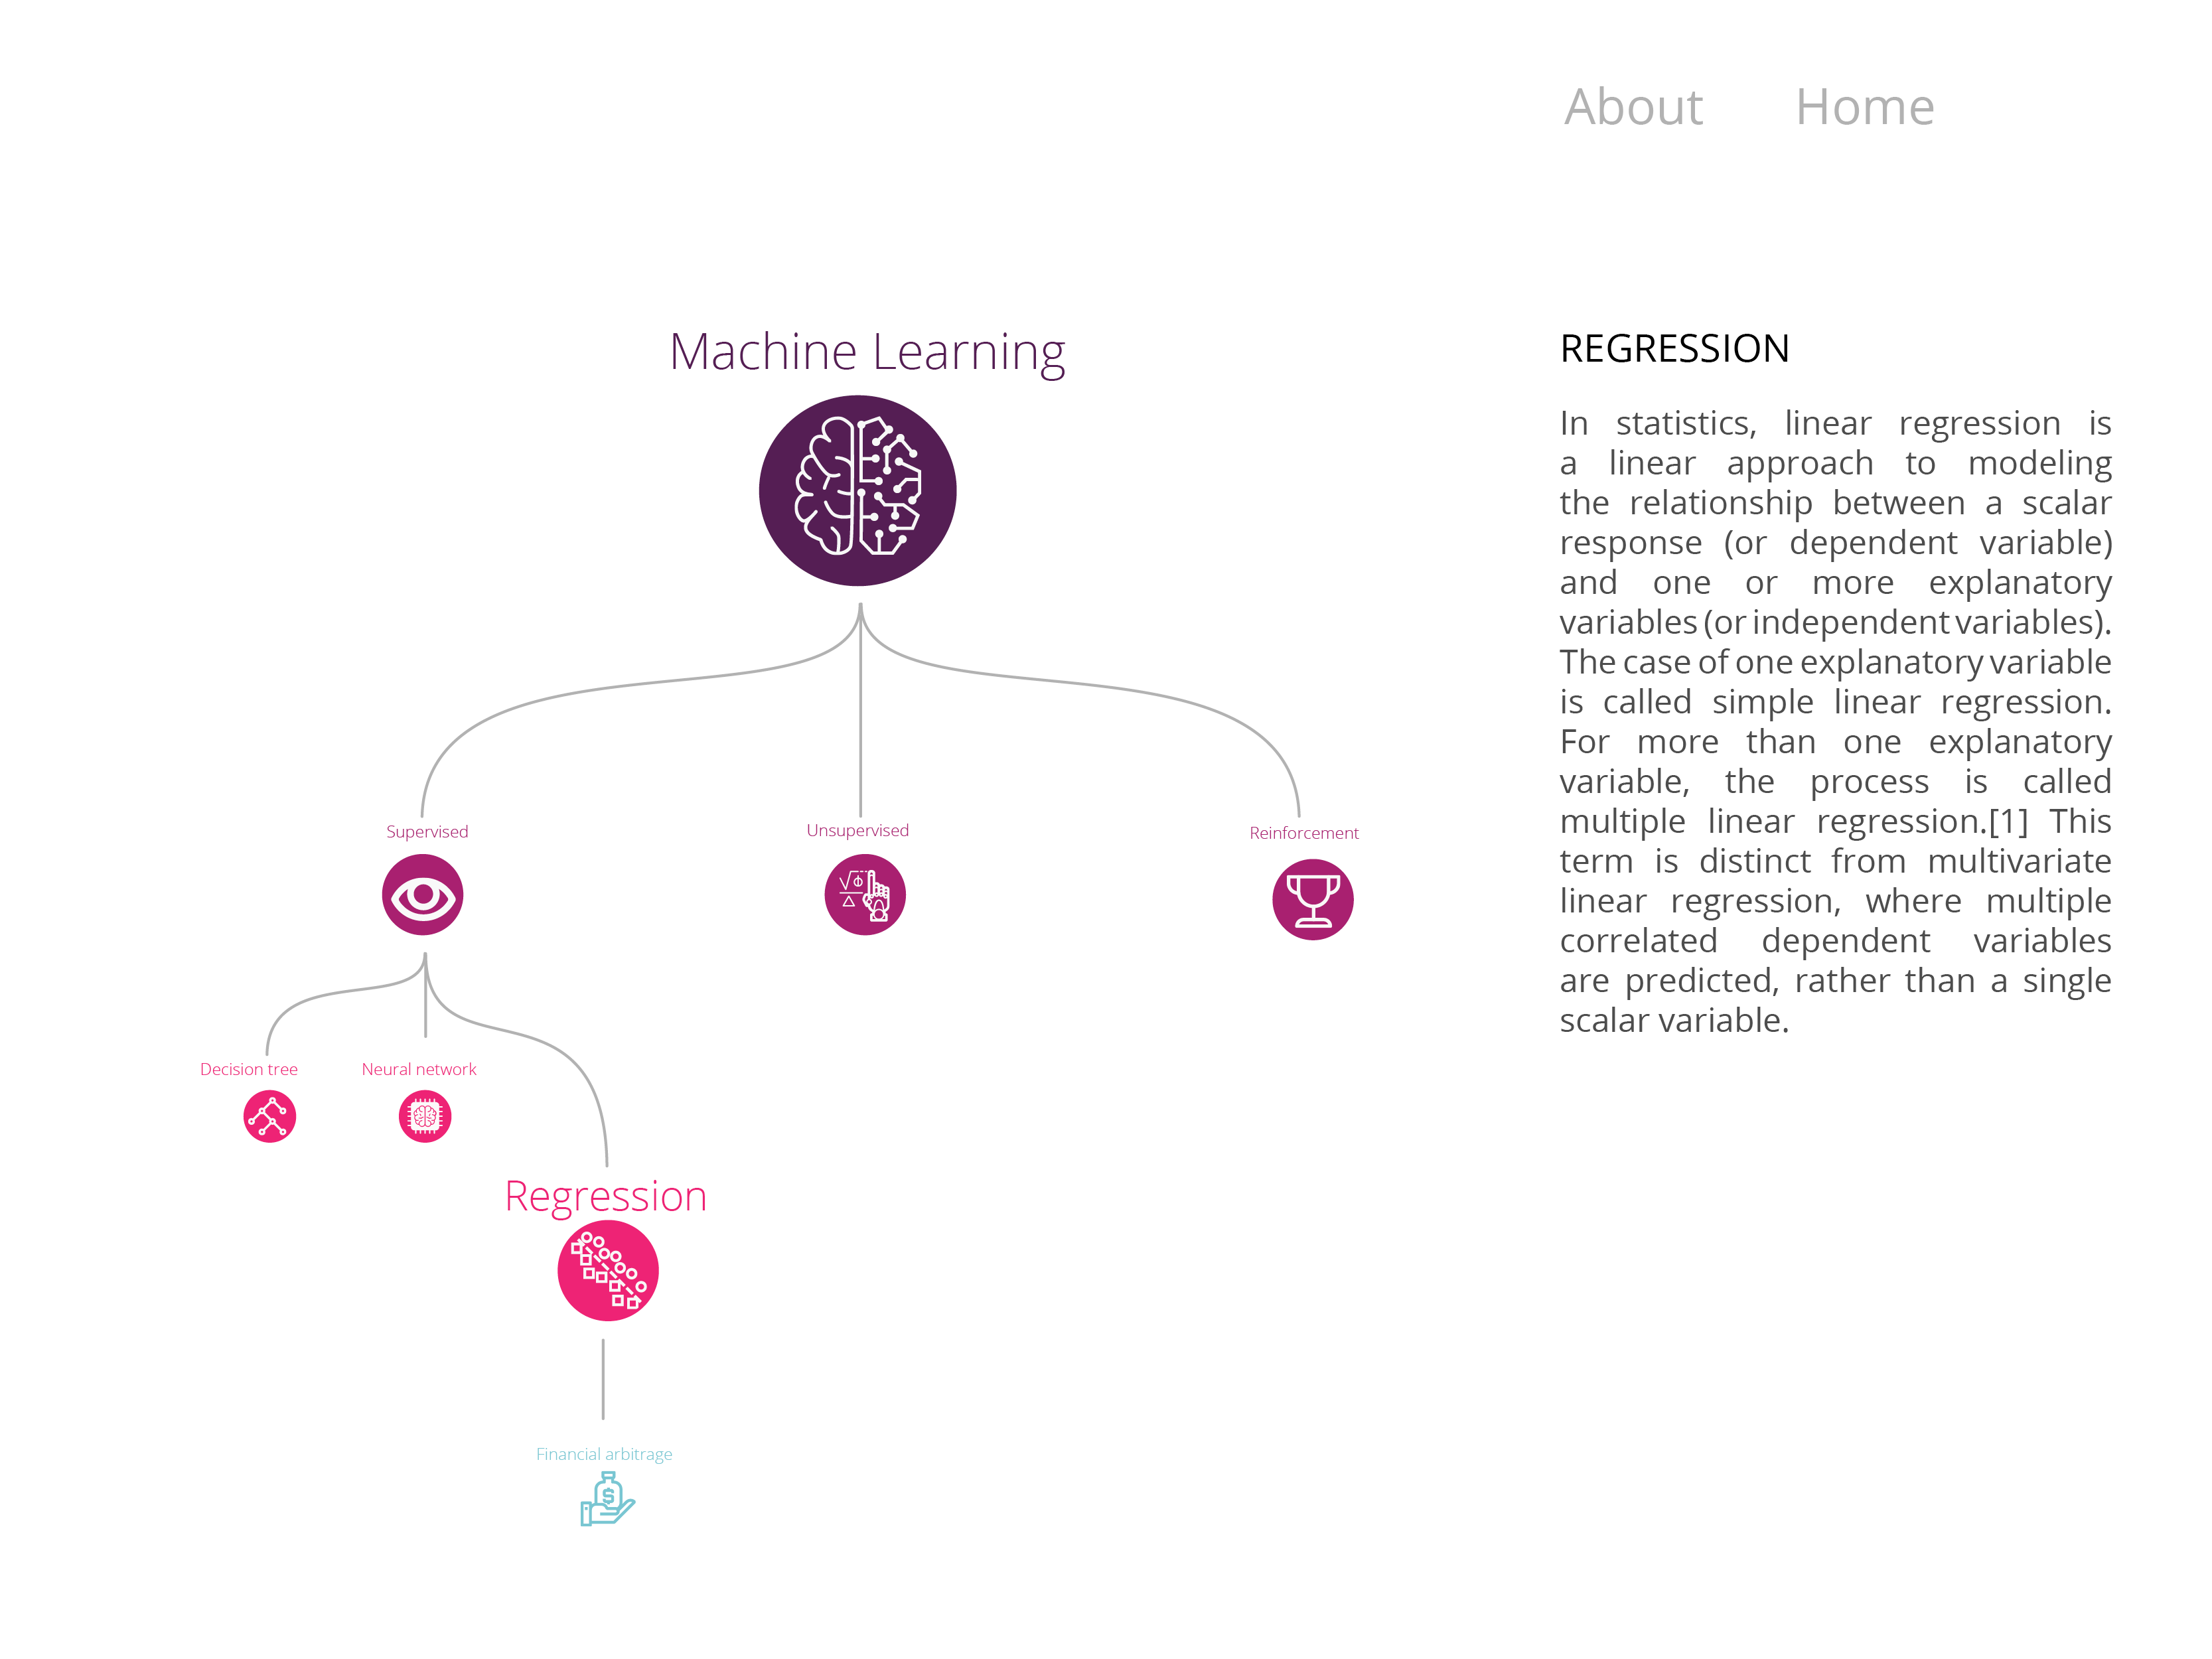 About Home
Machine Learning
Supervised
Unsupervised
Reinforcement
Decision tree
Neural network
Regression
Financial arbitrage
REGRESSION
In statistics, linear regression is
a linear approach to modeling
the relationship between a scalar
response (or dependent variable)
and one or more explanatory
variables (or independent variables).
The case of one explanatory variable
is called simple linear regression.
For more than one explanatory
variable, the process is called
multiple linear regression.[1] This
term is distinct from multivariate
linear regression, where multiple
correlated dependent variables
are predicted, rather than a single
scalar variable.